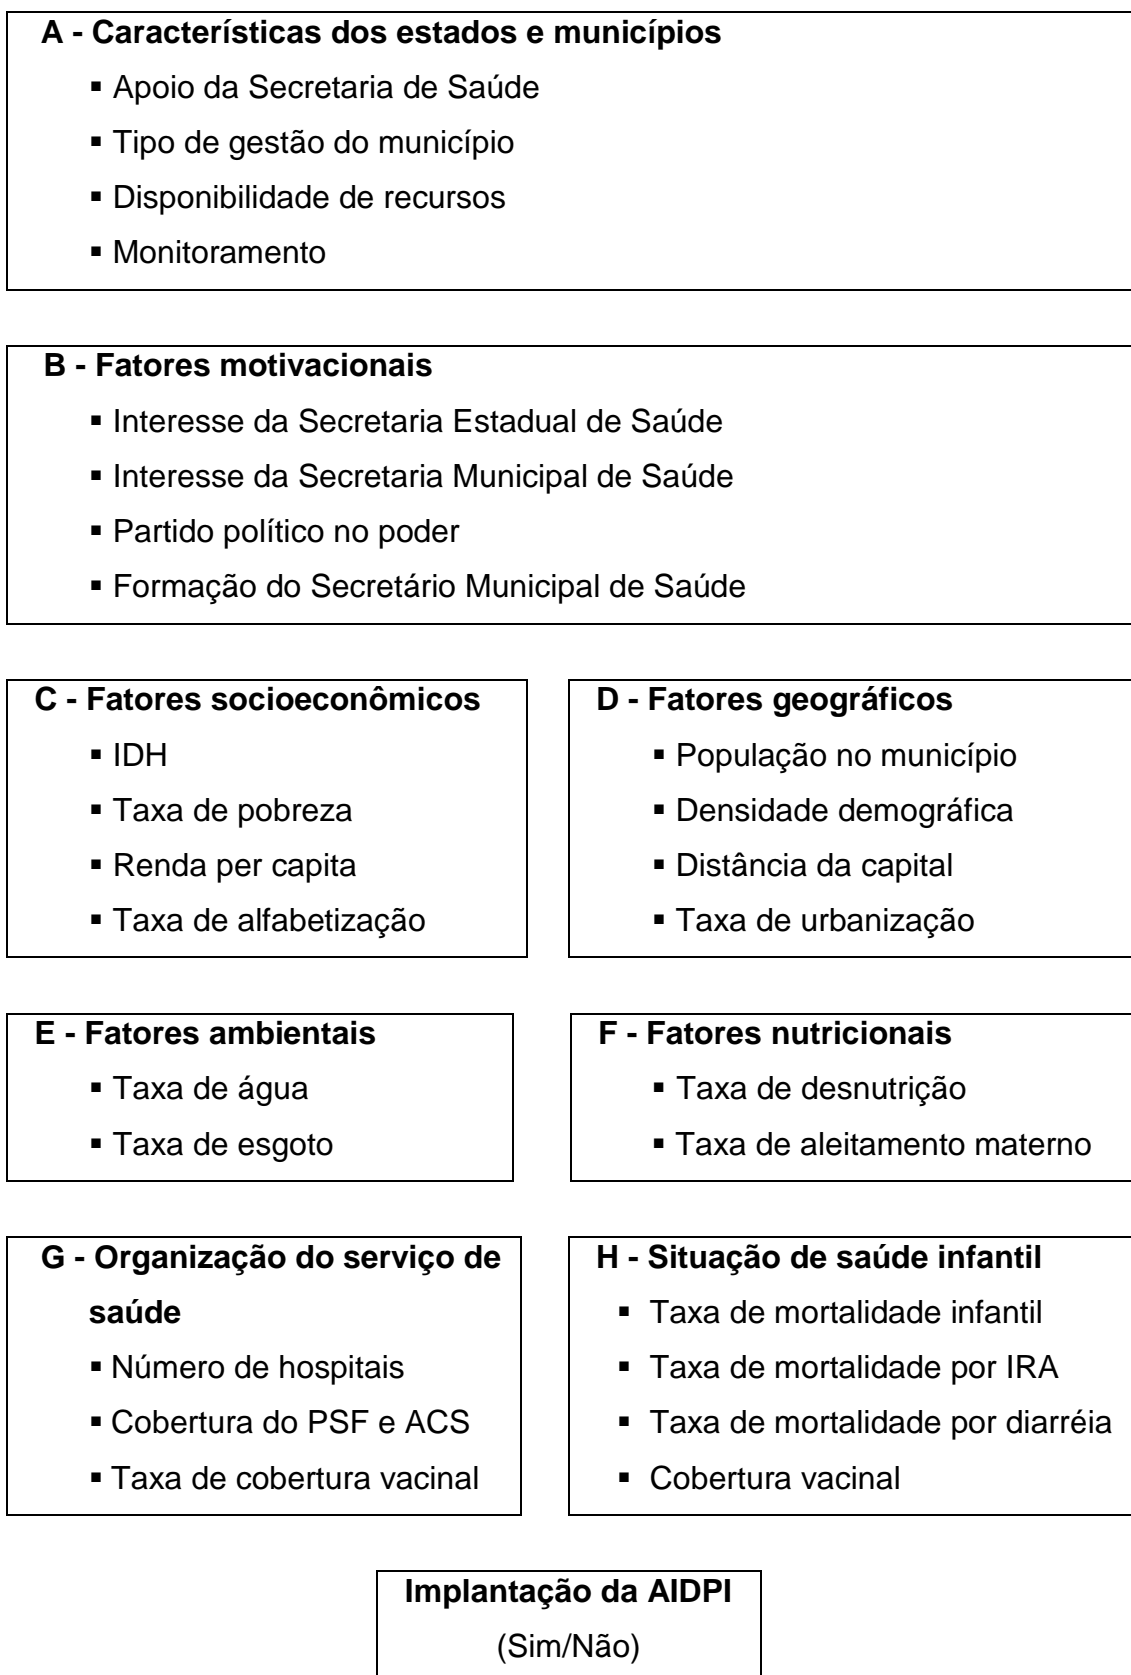 A - Características dos estados e municípios
▪ Apoio da Secretaria de Saúde
▪ Tipo de gestão do município
▪ Disponibilidade de recursos
▪ Monitoramento
B - Fatores motivacionais
▪ Interesse da Secretaria Estadual de Saúde
▪ Interesse da Secretaria Municipal de Saúde
▪ Partido político no poder
▪ Formação do Secretário Municipal de Saúde
C - Fatores socioeconômicos
▪ IDH
▪ Taxa de pobreza
▪ Renda per capita
▪ Taxa de alfabetização
D - Fatores geográficos
▪ População no município
▪ Densidade demográfica
▪ Distância da capital
▪ Taxa de urbanização
E - Fatores ambientais
▪ Taxa de água
▪ Taxa de esgoto
F - Fatores nutricionais
▪ Taxa de desnutrição
▪ Taxa de aleitamento materno
G - Organização do serviço de
saúde
▪ Número de hospitais
▪ Cobertura do PSF e ACS
▪ Taxa de cobertura vacinal
H - Situação de saúde infantil
▪ Taxa de mortalidade infantil
▪ Taxa de mortalidade por IRA
▪ Taxa de mortalidade por diarréia
▪ Cobertura vacinal
Implantação da AIDPI
(Sim/Não)